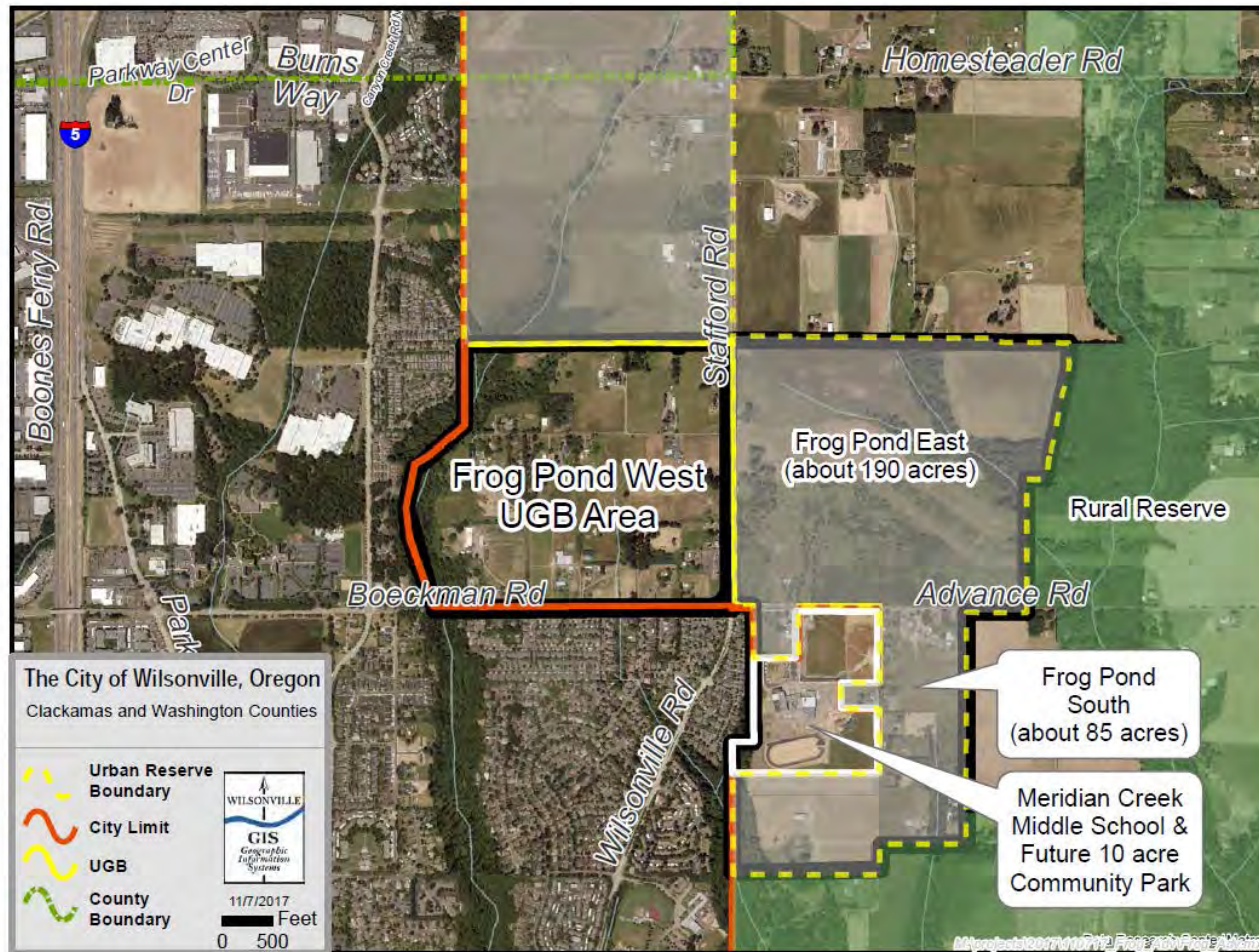 Parkway Center
Dr
Burns
Way
Canyon Creek Rd N
Homesteader Rd
5
Boones Ferry Rd
Stafford Rd
Frog Pond East
(about 190 acres)
Frog Pond West
UGB Area
Rural Reserve
Boeckman Rd
Advance Rd
Park
Wilsonville Rd
Frog Pond
South
(about 85 acres)
Meridian Creek
Middle School &
Future 10 acre
Community Park
The City of Wilsonville, Oregon
Clackamas and Washington Counties
Urban Reserve
Boundary
City Limit
UGB
County
Boundary
WILSONVILLE
GIS
Geographic
Information
Systems
11/7/2017
Feet
0 500